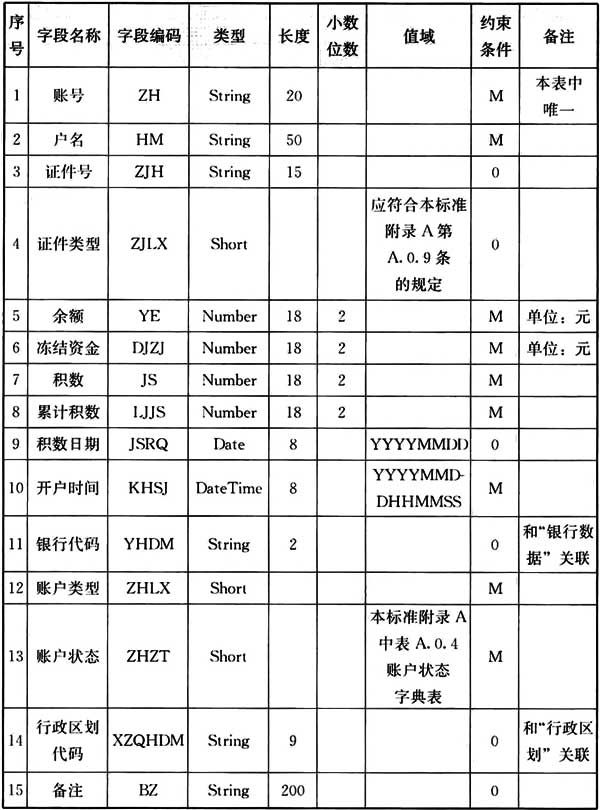 序号 字段名称 字段编码 类型 长度 小数位数 值域 约束条件 备注
1 账号 ZH String 20 M 本表中唯一
2 户名 HM String 50 M
3 证件号 ZJH String 15 0
4 证件类型 ZJLX Short 应符合本标准附录 A 第 A.0.9 条的规定 0
5 余额 YE Number 18 2 M 单位：元
6 冻结资金 DJZJ Number 18 2 M 单位：元
7 积数 JS Number 18 2 M
8 累计积数 LJJS Number 18 2 M
9 积数日期 JSRQ Date 8 YYYYMMDD 0
10 开户时间 KHSJ DateTime 8 YYYYMMD-DHHMMSS M
11 银行代码 YHDM String 2 0 和“银行数据”关联
12 账户类型 ZHLX Short M
13 账户状态 ZHZT Short 本标准附录 A 中表 A.0.4 账户状态字典表 M
14 行政区划代码 XZQHDM String 9 0 和“行政区划”关联
15 备注 BZ String 200 0